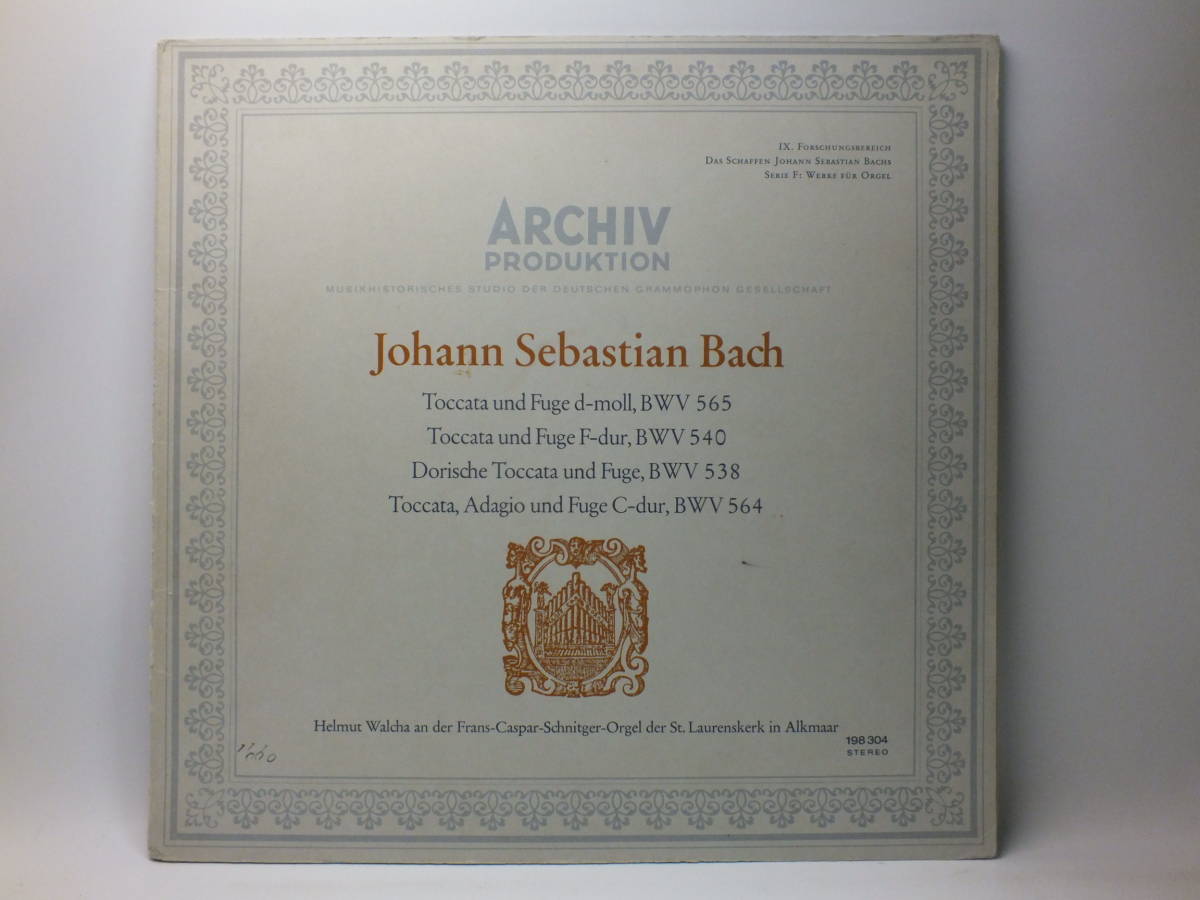 IX. Forschungsbereich
Das Schaffen Johann Sebastian Bachs
Serie F: Werke für Orgel
ARCHIV
PRODUKTION
MUSIKHISTORISCHES STUDIO DER DEUTSCHEN GRAMMOPHON GESELLSCHAFT
Johann Sebastian Bach
Toccata und Fuge d-moll, BWV 565
Toccata und Fuge F-dur, BWV 540
Dorische Toccata und Fuge, BWV 538
Toccata, Adagio und Fuge C-dur, BWV 564
Helmut Walcha an der Frans-Caspar-Schnitger-Orgel der St. Laurenskerk in Alkmaar
198 304
STEREO